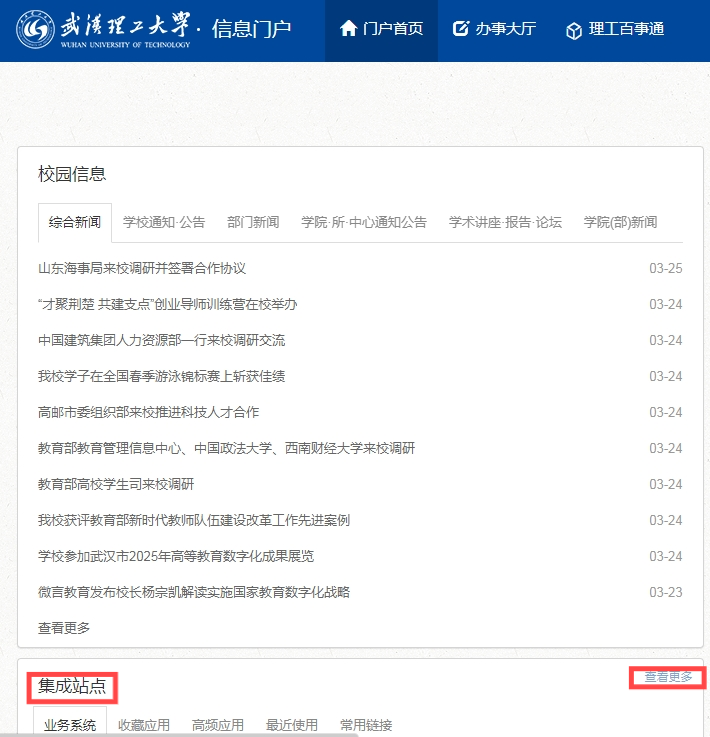 武汉理工大学·信息门户
WUHAN UNIVERSITY OF TECHNOLOGY
门户首页 办事大厅 理工百事通
校园信息
综合新闻 学校通知·公告 部门新闻 学院·所·中心通知公告 学术讲座·报告·论坛 学院(部)新闻
山东海事局来校调研并签署合作协议 03-25
“才聚荆楚 共建支点”创业导师训练营在校举办 03-24
中国建筑集团人力资源部一行来校调研交流 03-24
我校学子在全国春季游泳锦标赛上斩获佳绩 03-24
高邮市委组织部来校推进科技人才合作 03-24
教育部教育管理信息中心、中国政法大学、西南财经大学来校调研 03-24
教育部高校学生司来校调研 03-24
我校获评教育部新时代教师队伍建设改革工作先进案例 03-24
学校参加武汉市2025年高等教育数字化成果展览 03-24
微言教育发布校长杨宗凯解读实施国家教育数字化战略 03-23
查看更多
集成站点 查看更多
业务系统 收藏应用 高频应用 最近使用 常用链接